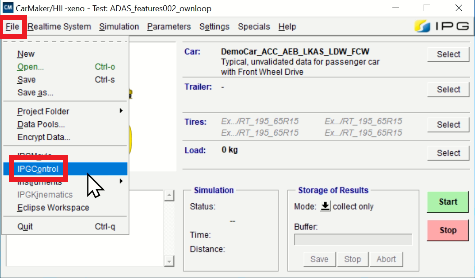 CM CarMaker/HIL -xeno - Test: ADAS_features002_ownloop
File Realtime System Simulation Parameters Settings Specials Help IPG
New
Open... Ctrl-o
Save Ctrl-s
Save as...
Project Folder
Data Pools...
Encrypt Data...
IPGMovie
IPGControl
Instruments
IPGKinematics
Eclipse Workspace
Quit Ctrl-q
Car: DemoCar_ACC_AEB_LKAS_LDW_FCW Select
Typical, unvalidated data for passenger car
with Front Wheel Drive
Trailer: - Select
Tires: Ex.../RT_195_65R15 Ex.../RT_195_65R15 Select
Ex.../RT_195_65R15 Ex.../RT_195_65R15
Load: 0 kg Select
Simulation
Status:
--
Time:
Distance:
Storage of Results
Mode: collect only
Buffer:
Save Stop Abort
Start
Stop